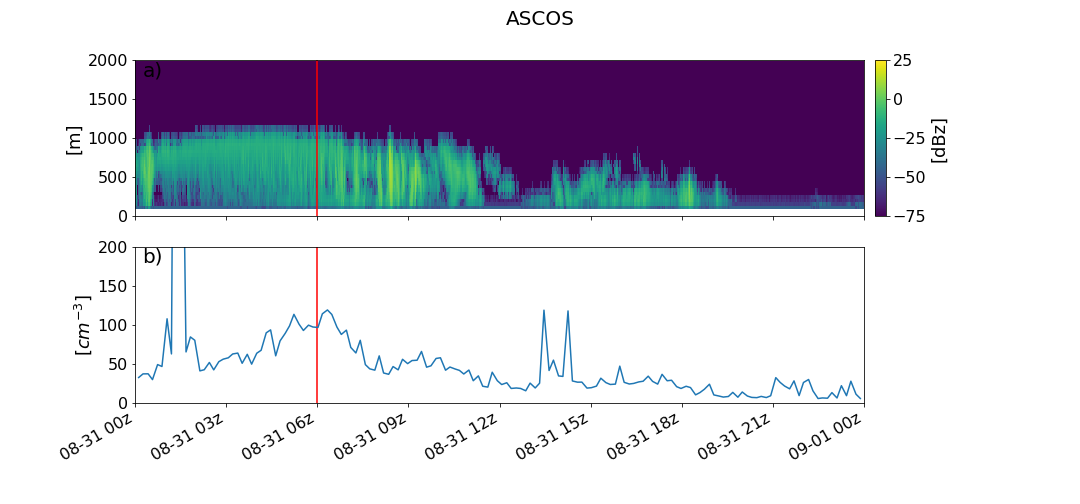 ASCOS
a)
2000
1500
1000
500
0
[m]
25
0
−25
−50
−75
[dBz]
b)
200
150
100
50
0
[cm⁻³]
08-31 00z
08-31 03z
08-31 06z
08-31 09z
08-31 12z
08-31 15z
08-31 18z
08-31 21z
09-01 00z